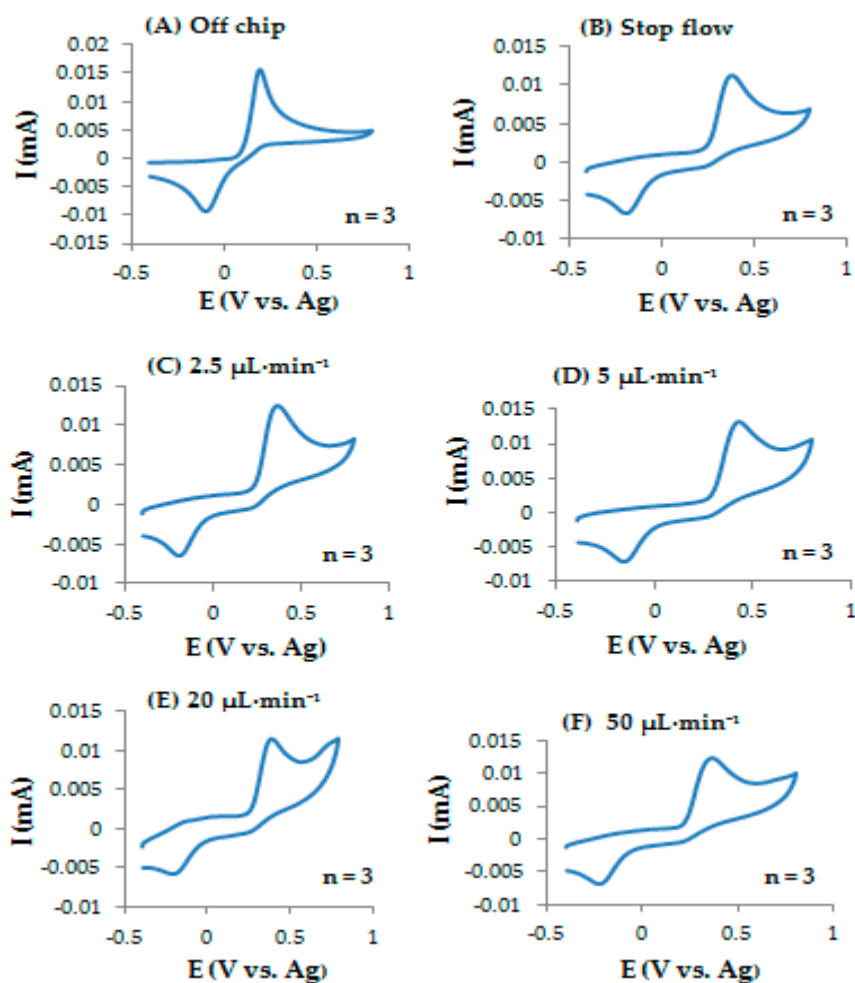 (A) Off chip
0.02
0.015
0.01
0.005
0
-0.005
-0.01
-0.015
I (mA)
-0.5 0 0.5 1
E (V vs. Ag)
n = 3
(B) Stop flow
0.015
0.01
0.005
0
-0.005
-0.01
I (mA)
-0.5 0 0.5 1
E (V vs. Ag)
n = 3
(C) 2.5 µL·min⁻¹
0.015
0.01
0.005
0
-0.005
-0.01
I (mA)
-0.5 0 0.5 1
E (V vs. Ag)
n = 3
(D) 5 µL·min⁻¹
0.015
0.01
0.005
0
-0.005
-0.01
I (mA)
-0.5 0 0.5 1
E (V vs. Ag)
n = 3
(E) 20 µL·min⁻¹
0.015
0.01
0.005
0
-0.005
-0.01
I (mA)
-0.5 0 0.5 1
E (V vs. Ag)
n = 3
(F) 50 µL·min⁻¹
0.015
0.01
0.005
0
-0.005
-0.01
I (mA)
-0.5 0 0.5 1
E (V vs. Ag)
n = 3